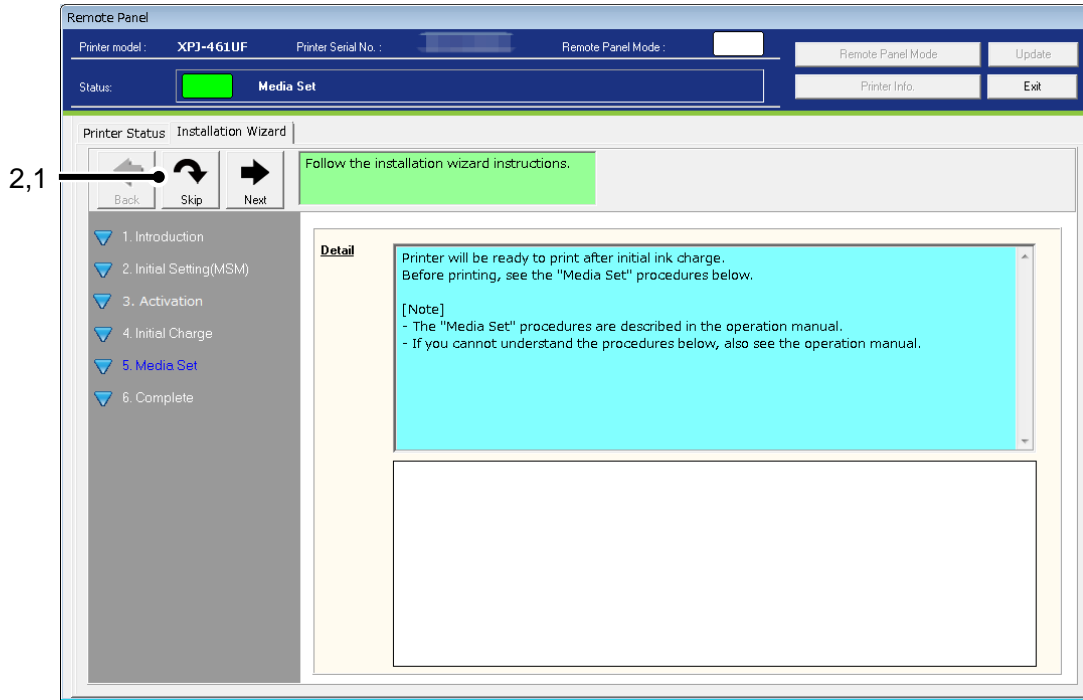 Remote Panel
Printer model : XPJ-461UF Printer Serial No. : Remote Panel Mode :
Remote Panel Mode Update
Status: Media Set
Printer Info. Exit
Printer Status Installation Wizard
2,1
Back Skip Next
Follow the installation wizard instructions.
1. Introduction
2. Initial Setting(MSM)
3. Activation
4. Initial Charge
5. Media Set
6. Complete
Detail
Printer will be ready to print after initial ink charge.
Before printing, see the "Media Set" procedures below.
[Note]
- The "Media Set" procedures are described in the operation manual.
- If you cannot understand the procedures below, also see the operation manual.